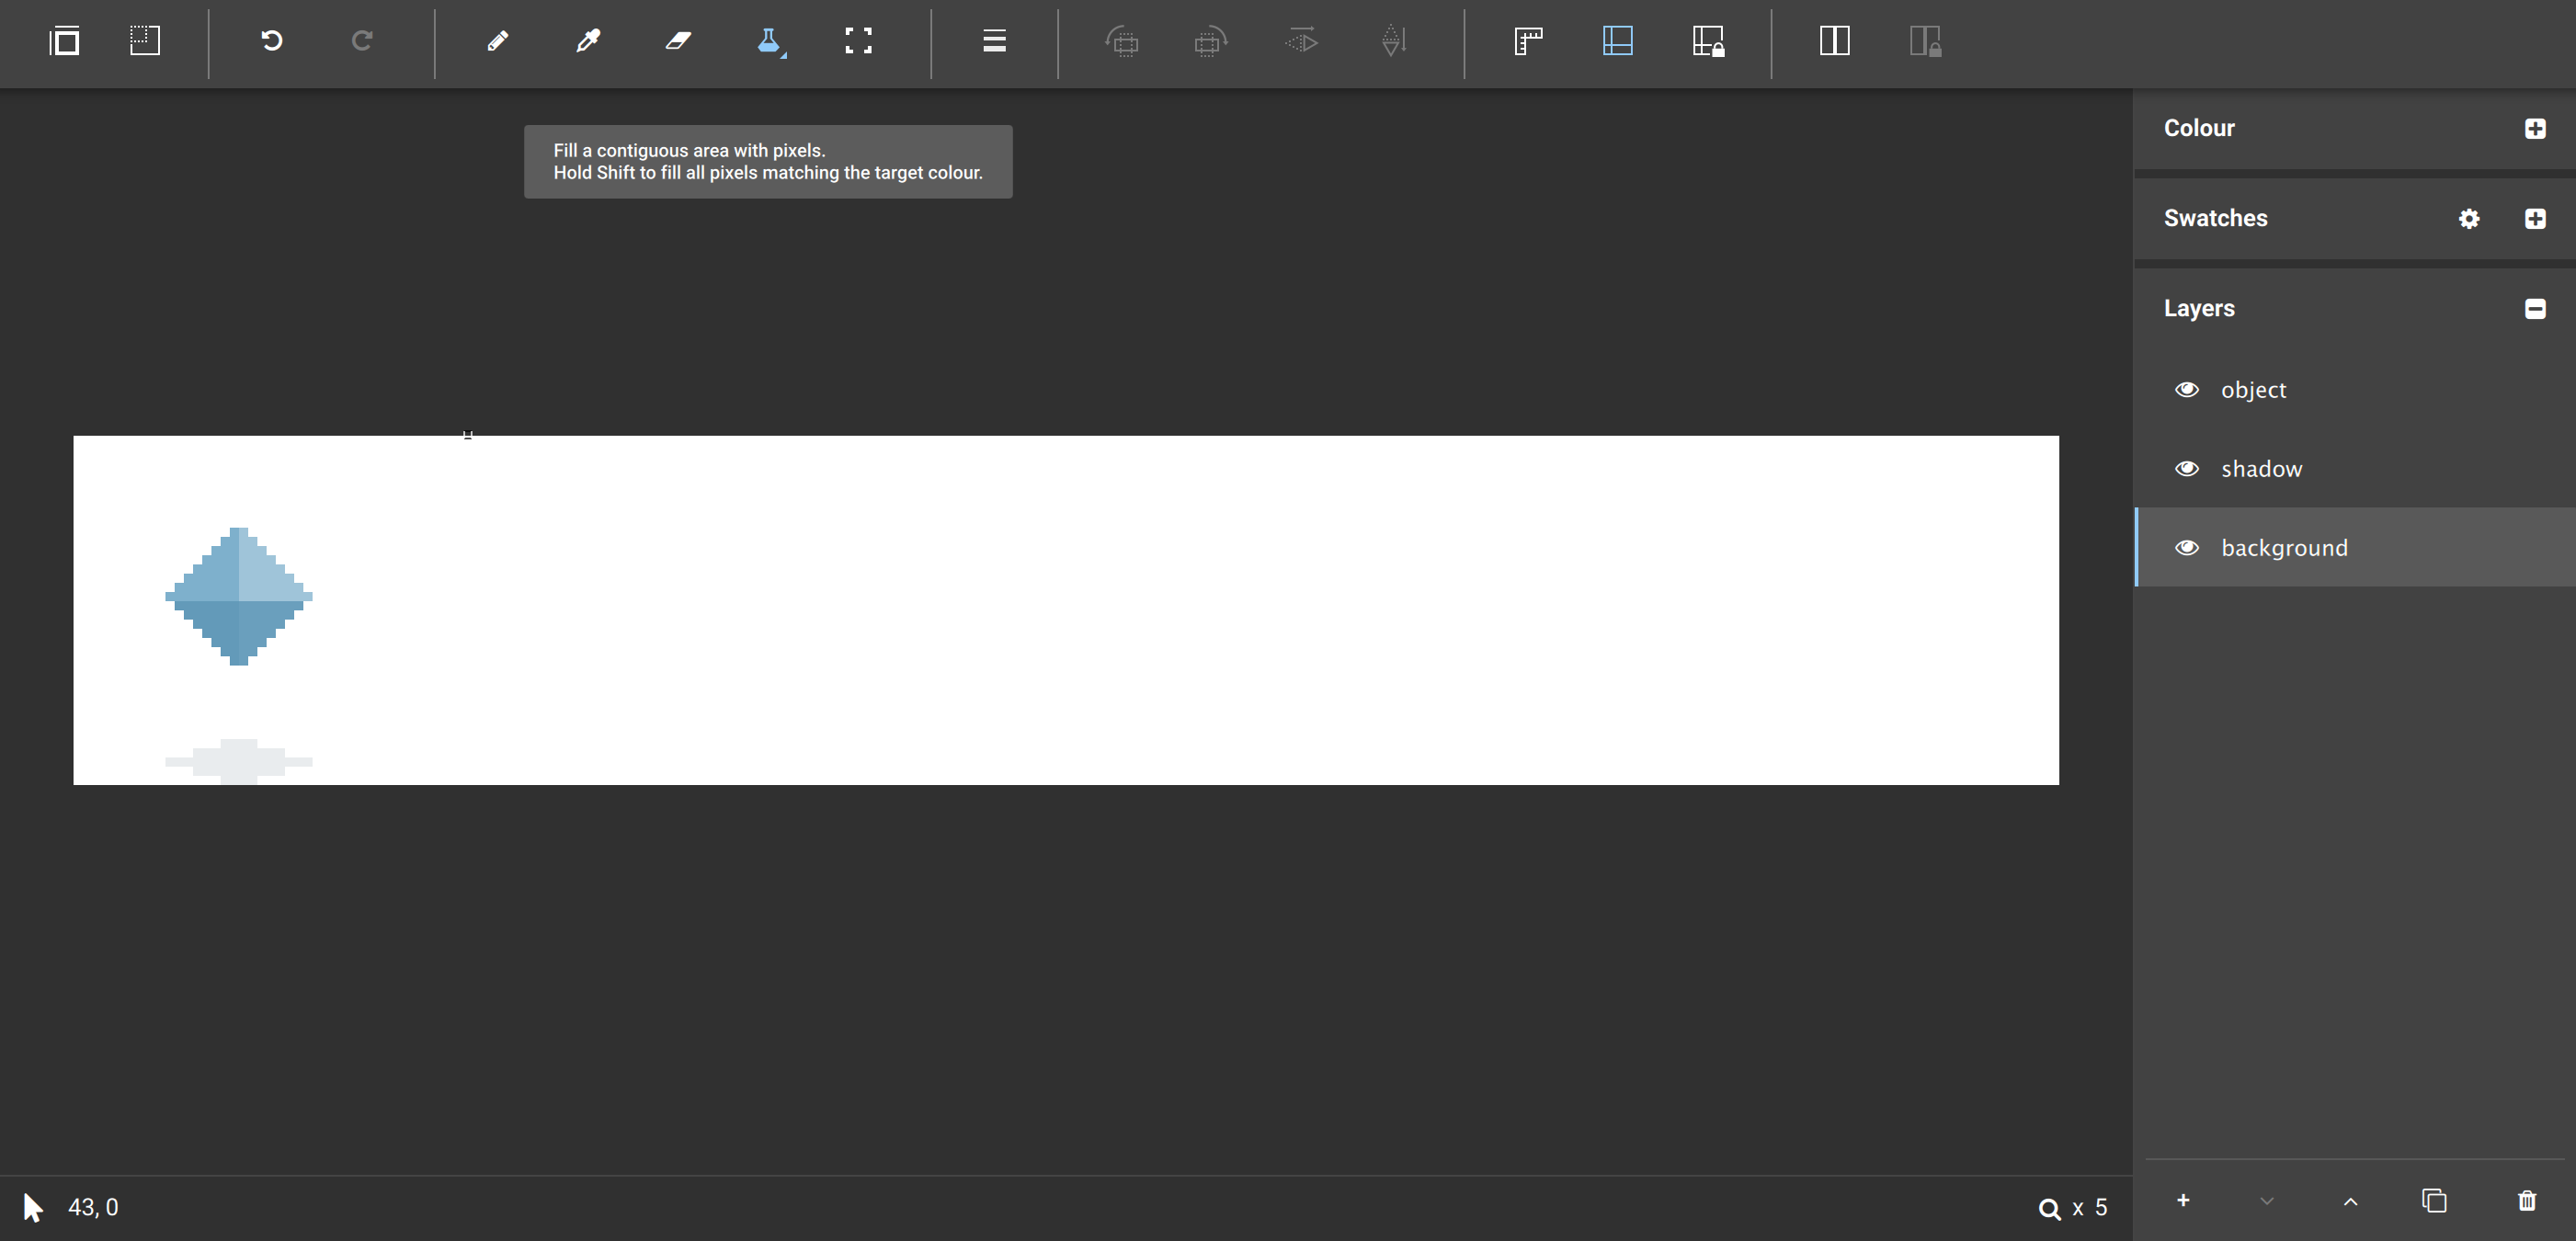 Fill a contiguous area with pixels.
Hold Shift to fill all pixels matching the target colour.
Colour
Swatches
Layers
object
shadow
background
43, 0
x 5